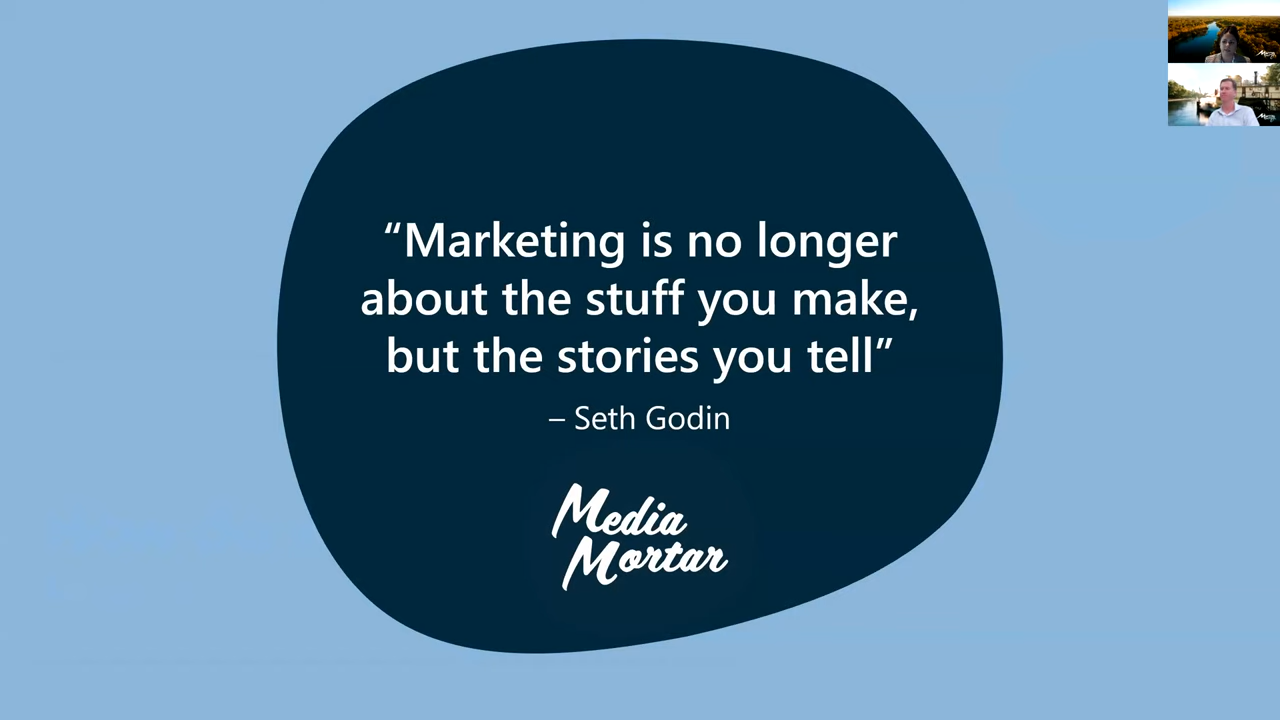 “Marketing is no longer
about the stuff you make,
but the stories you tell”
– Seth Godin
Media
Mortar